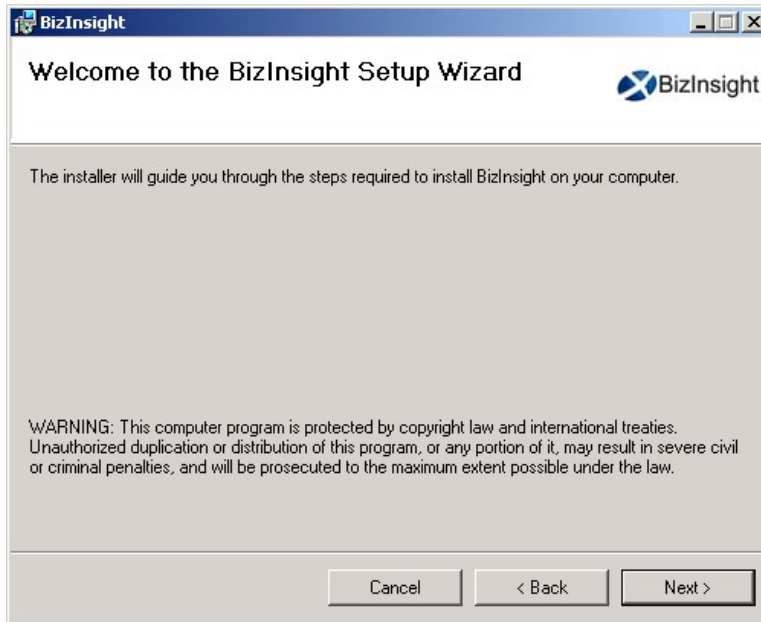 BizInsight
Welcome to the BizInsight Setup Wizard
BizInsight
The installer will guide you through the steps required to install BizInsight on your computer.
WARNING: This computer program is protected by copyright law and international treaties.
Unauthorized duplication or distribution of this program, or any portion of it, may result in severe civil
or criminal penalties, and will be prosecuted to the maximum extent possible under the law.
Cancel
< Back
Next >